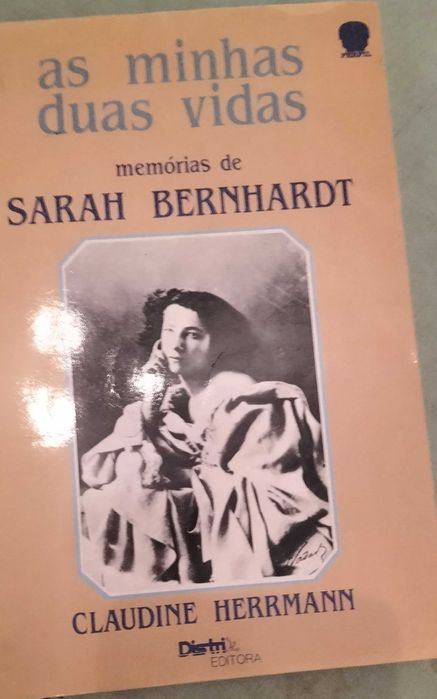 as minhas
duas vidas
memórias de
SARAH BERNHARDT
CLAUDINE HERRMANN
Distri
EDITORA